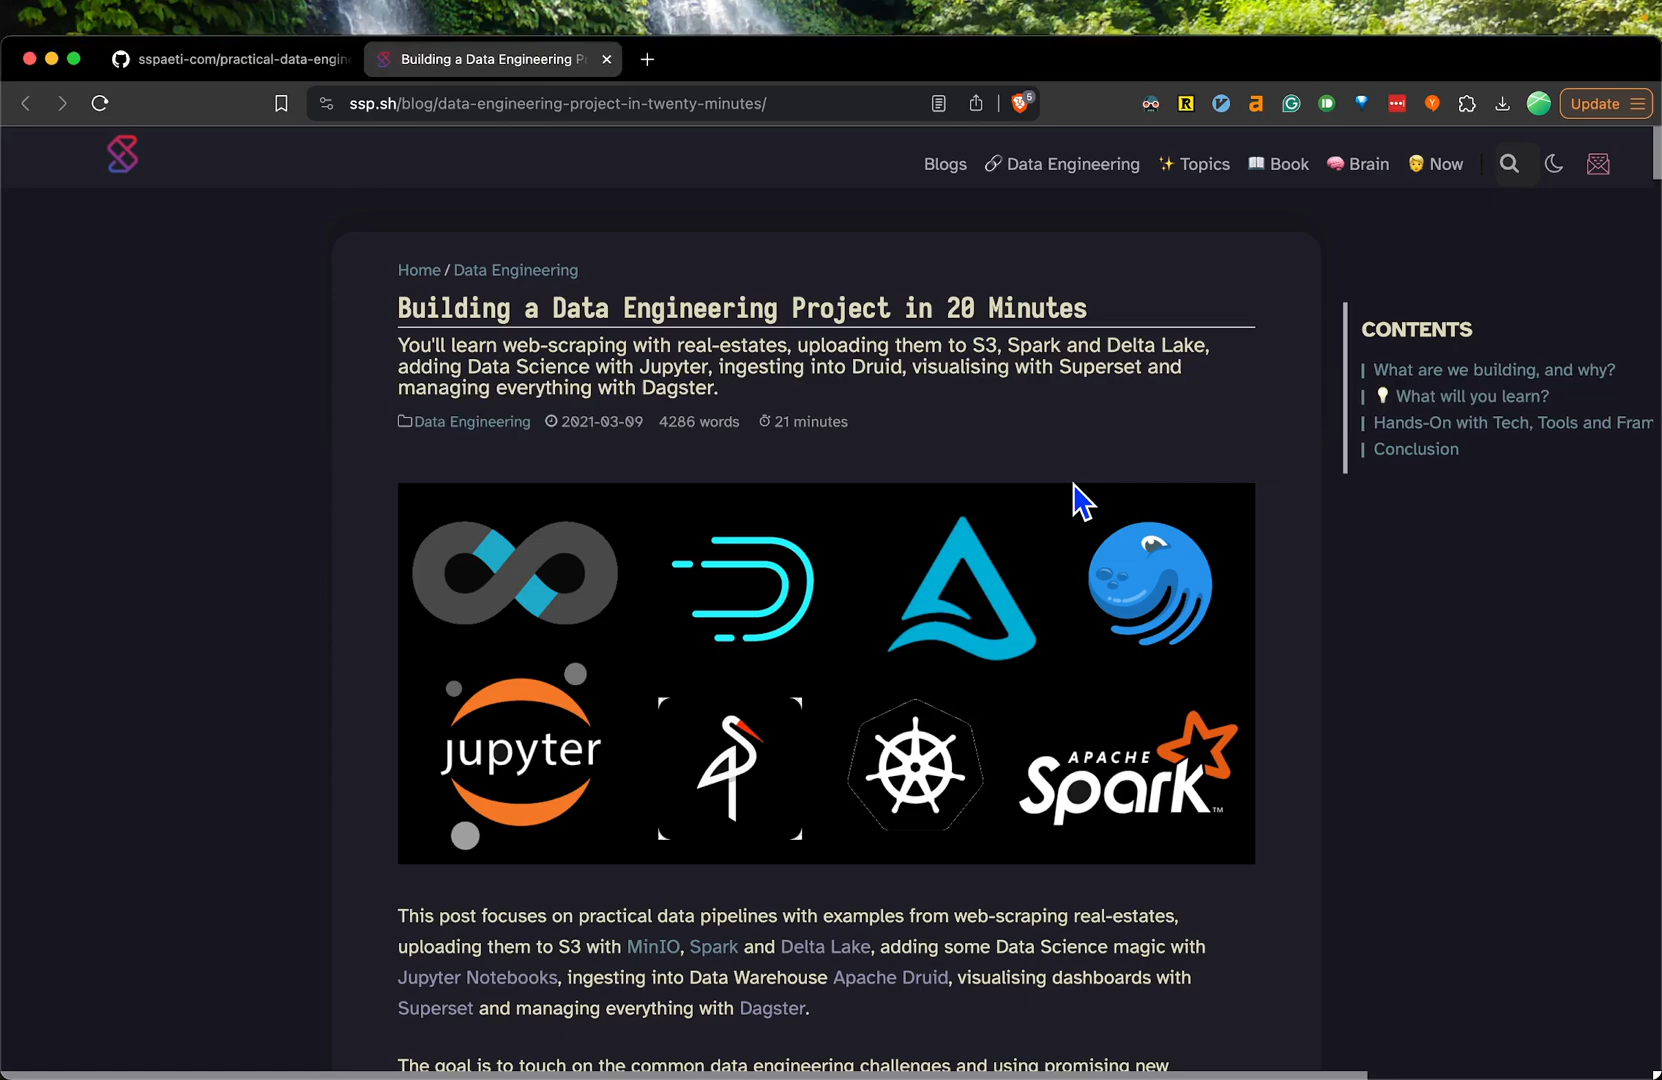 sspaeti-com/practical-data-engin
Building a Data Engineering P
ssp.sh/blog/data-engineering-project-in-twenty-minutes/
5
Update
Blogs
Data Engineering
Topics
Book
Brain
Now
Home / Data Engineering
Building a Data Engineering Project in 20 Minutes
You'll learn web-scraping with real-estates, uploading them to S3, Spark and Delta Lake,
adding Data Science with Jupyter, ingesting into Druid, visualising with Superset and
managing everything with Dagster.
Data Engineering 2021-03-09 4286 words 21 minutes
CONTENTS
What are we building, and why?
What will you learn?
Hands-On with Tech, Tools and Fram
Conclusion
jupyter
APACHE
Spark™
This post focuses on practical data pipelines with examples from web-scraping real-estates,
uploading them to S3 with MinIO, Spark and Delta Lake, adding some Data Science magic with
Jupyter Notebooks, ingesting into Data Warehouse Apache Druid, visualising dashboards with
Superset and managing everything with Dagster.
The goal is to touch on the common data engineering challenges and using promising new